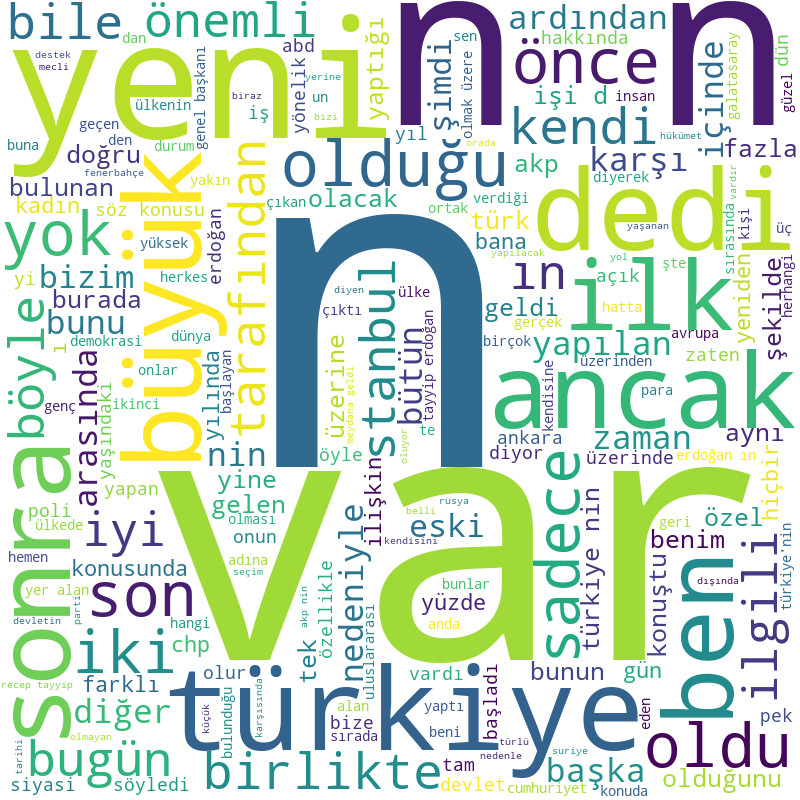 bile
önemli
ardından
destek
dan
mecli
yeni
n
n
abd
hakkında
sen
dün
ülkenin
biraz
yerine
un
bizi
iş
genel başkanı
yönelik
yaptığı
şimdi
olmak üzere
önce
işi d
insan
içinde
galatasaray
güzel
buna
geçen
den
durum
doğru
yıl
kendi
hükümet
fenerbahçe
yakın
bulunan
olduğu
akp
karşı
fazla
kadın
söz konusu
çıkan
olacak
ortak
verdiği
diyerek
vardır
türk
dedi
yok
yüksek
büyük
tarafından
erdoğan
n
bana
yaşanan
sırasında
kişi
üç
herkes
bunların
yapılacak
yol
yi
bizim
diyen
ülke
in
açık
şte
ilk
yeniden
şekilde
herhangi
burada
çıktı
istanbul
bütün
geldi
hatta
bunu
demokrasi
dünya
tayyip erdoğan
gerçek
yapılan
avrupa
zaten
böyle
l
onlar
yılında
başlayan
üzerine
meydana geldi
birçok
üzerinden
genç
ikinci
kendisine
ancak
para
arasında
yaşındaki
nin
öyle
te
oluyor
ankara
zaman
aynı
sonra
yapan
yine
diyor
üzerinde
erdoğan ın
hiçbir
poli
gelen
ilişkin
rusya
var
sadece
geri
özel
ülkede
iyi
olması
belli
eski
türkiye nin
benim
hemen
onun
kendisini
konuştu
ilgili
konusunda
adına
nedeniyle
dışında
türkiye'nin
yer alan
seçim
bunlar
ben
devletin
parti
son
yüzde
anda
hangi
özellikle
akp nin
uluslararası
iki
chp
tek
recep tayyip
farklı
olur
vardı
başladı
bunun
gün
pek
diğer
küçük
bulunduğu
karşısında
alan
yaptı
türkiye
eden
oldu
bize
beni
nedenle
türlü
tarihi
olmayan
bugün
sırada
tam
suriye
başka
olduğunu
siyasi
söyledi
birlikte
devlet
cumhuriyet
konuda